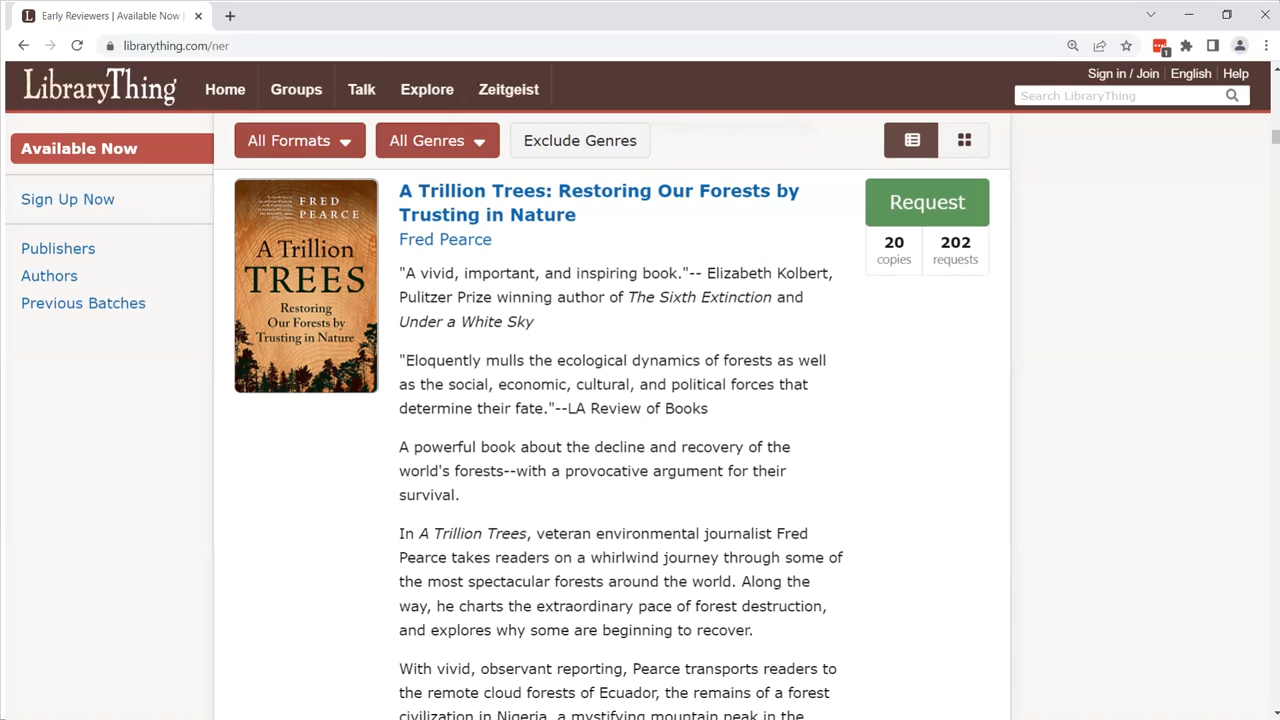 Early Reviewers | Available Now |
librarything.com/ner
1
LibraryThing
Home
Groups
Talk
Explore
Zeitgeist
Sign in / Join
English
Help
Search LibraryThing
Available Now
Sign Up Now
Publishers
Authors
Previous Batches
All Formats
All Genres
Exclude Genres
FRED
PEARCE
A Trillion
TREES
Restoring
Our Forests by
Trusting in Nature
A Trillion Trees: Restoring Our Forests by
Trusting in Nature
Fred Pearce
"A vivid, important, and inspiring book."-- Elizabeth Kolbert,
Pulitzer Prize winning author of The Sixth Extinction and
Under a White Sky
"Eloquently mulls the ecological dynamics of forests as well
as the social, economic, cultural, and political forces that
determine their fate."--LA Review of Books
A powerful book about the decline and recovery of the
world's forests--with a provocative argument for their
survival.
In A Trillion Trees, veteran environmental journalist Fred
Pearce takes readers on a whirlwind journey through some of
the most spectacular forests around the world. Along the
way, he charts the extraordinary pace of forest destruction,
and explores why some are beginning to recover.
With vivid, observant reporting, Pearce transports readers to
the remote cloud forests of Ecuador, the remains of a forest
civilization in Nigeria, a mystifying mountain peak in the
Request
20
copies
202
requests